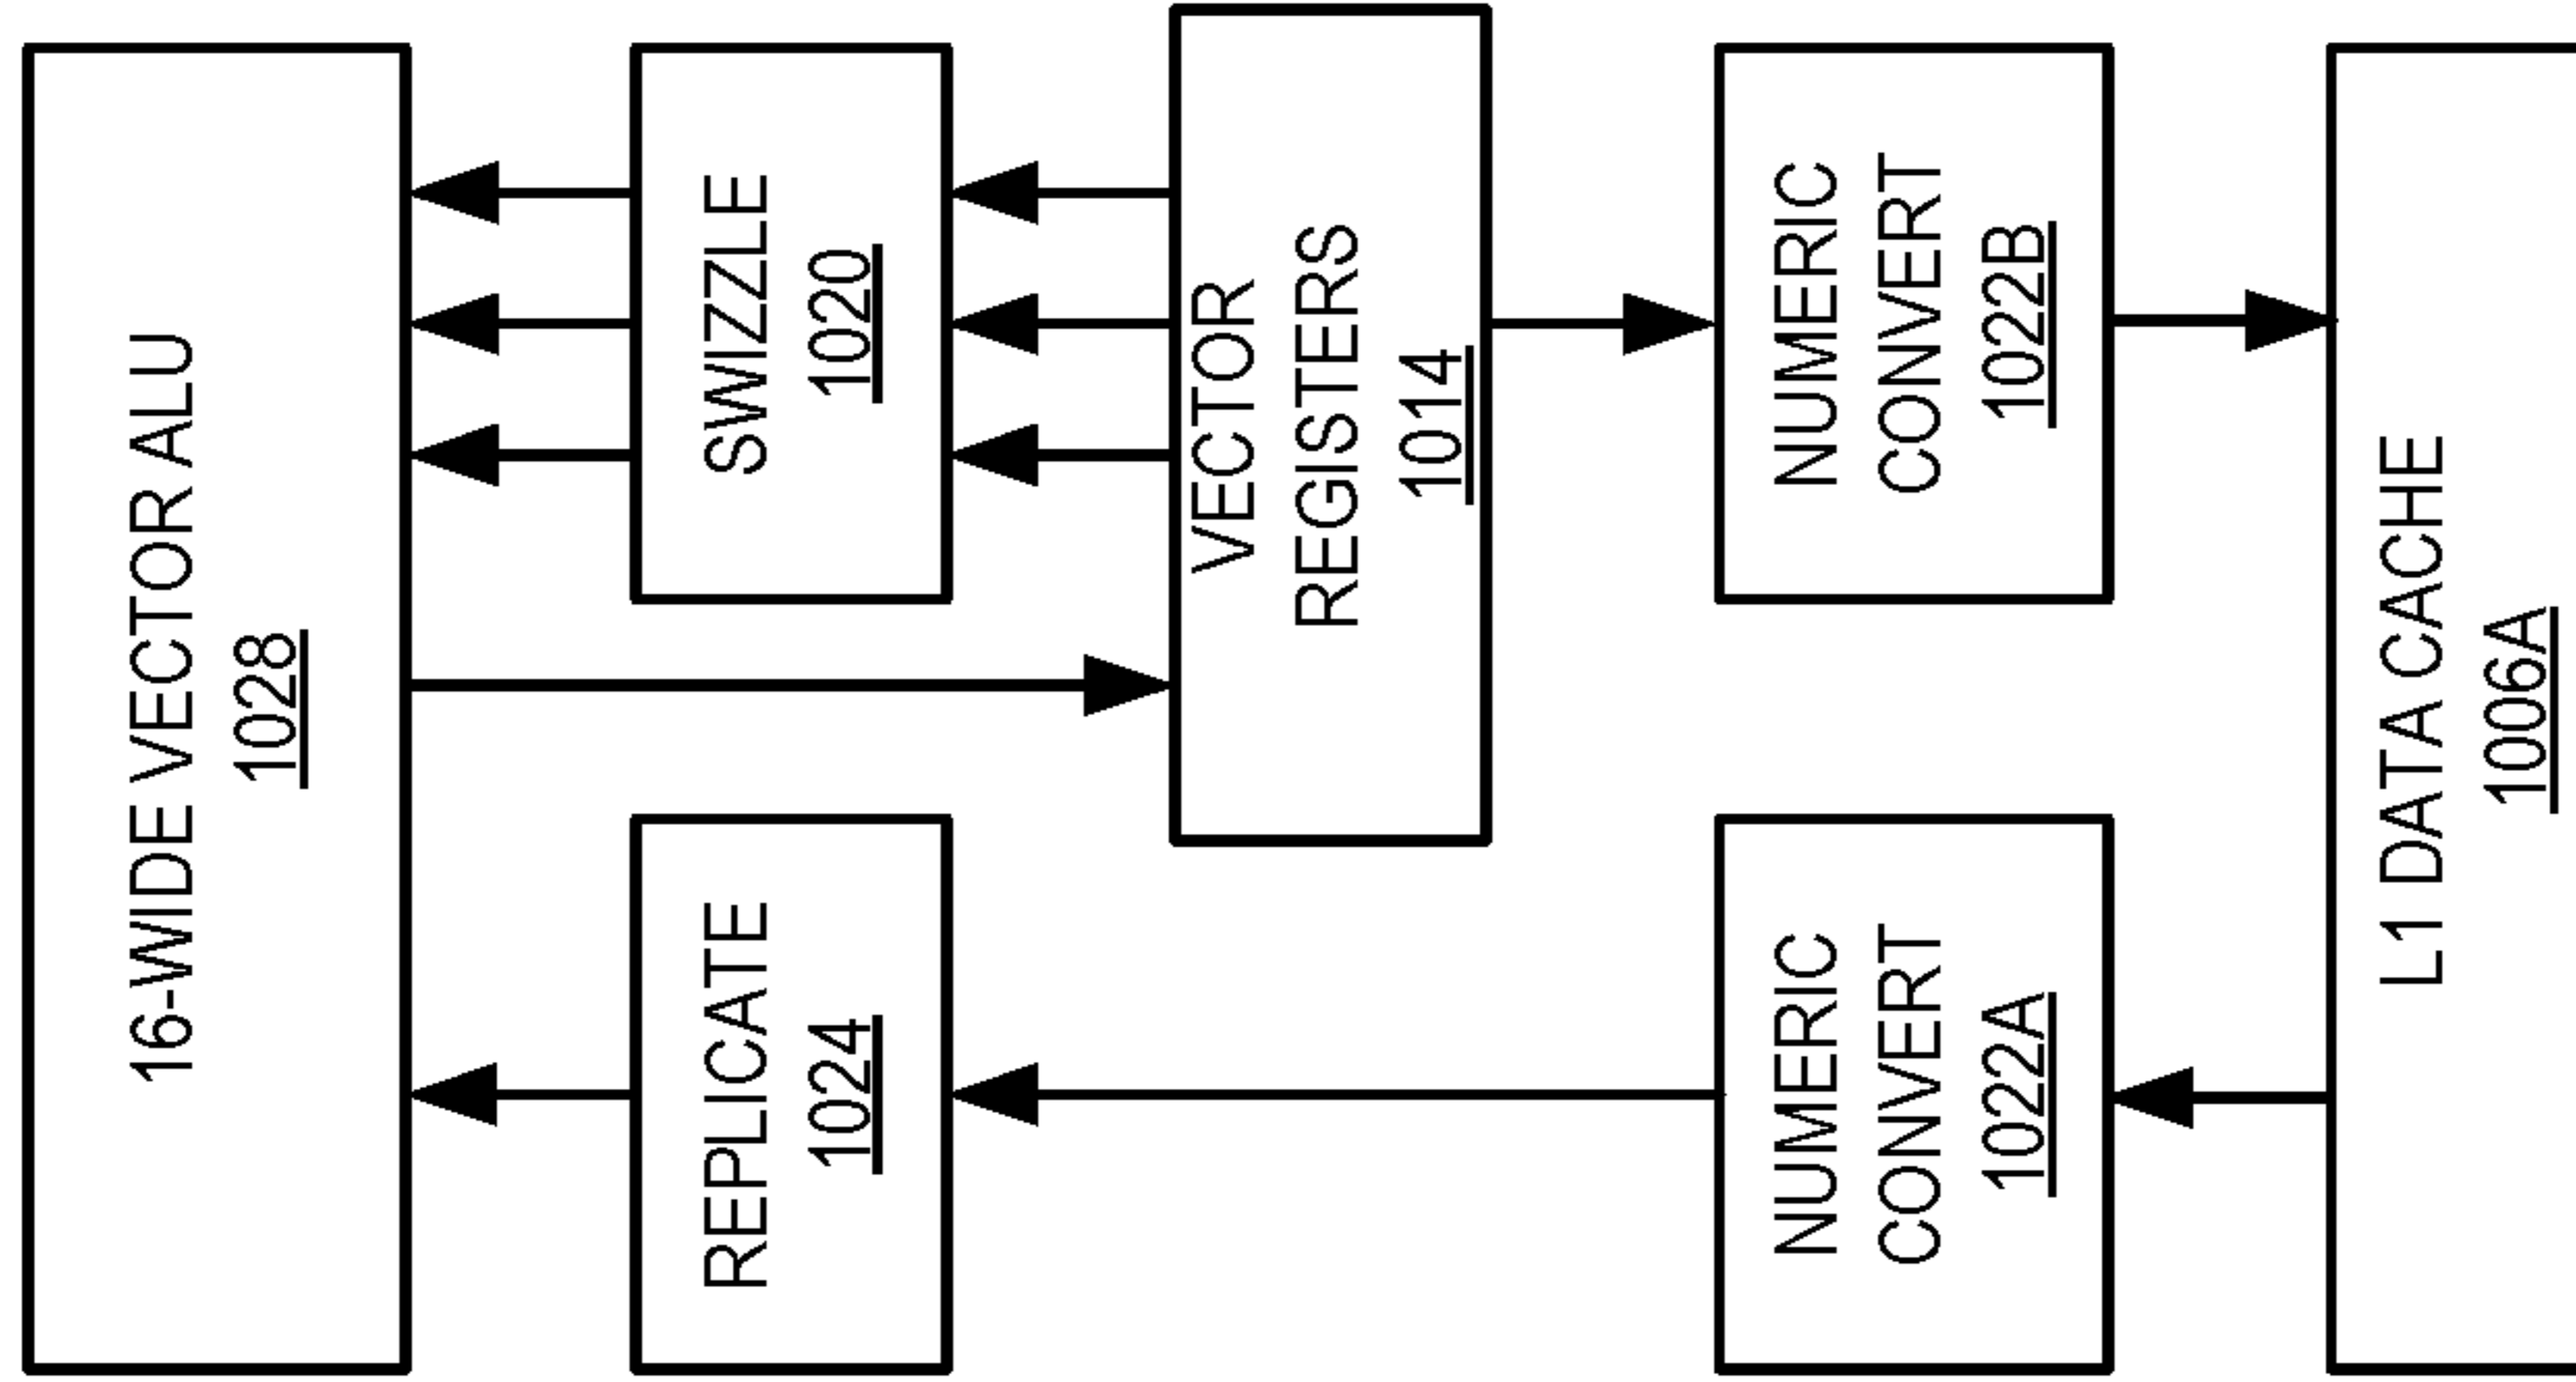 16-WIDE VECTOR ALU
1028
REPLICATE
1024
SWIZZLE
1020
VECTOR
REGISTERS
1014
NUMERIC
CONVERT
1022A
NUMERIC
CONVERT
1022B
L1 DATA CACHE
1006A